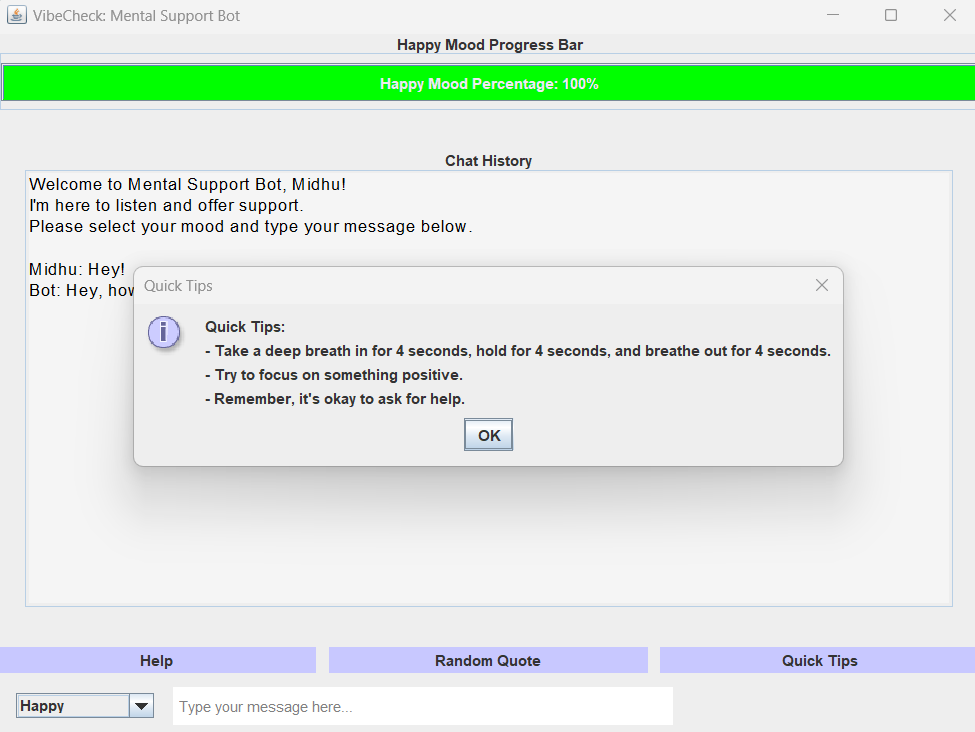 VibeCheck: Mental Support Bot
Happy Mood Progress Bar
Happy Mood Percentage: 100%
Chat History
Welcome to Mental Support Bot, Midhu!
I'm here to listen and offer support.
Please select your mood and type your message below.
Midhu: Hey!
Bot: Hey, how
Quick Tips
Quick Tips:
- Take a deep breath in for 4 seconds, hold for 4 seconds, and breathe out for 4 seconds.
- Try to focus on something positive.
- Remember, it's okay to ask for help.
OK
Help
Random Quote
Quick Tips
Happy
Type your message here...